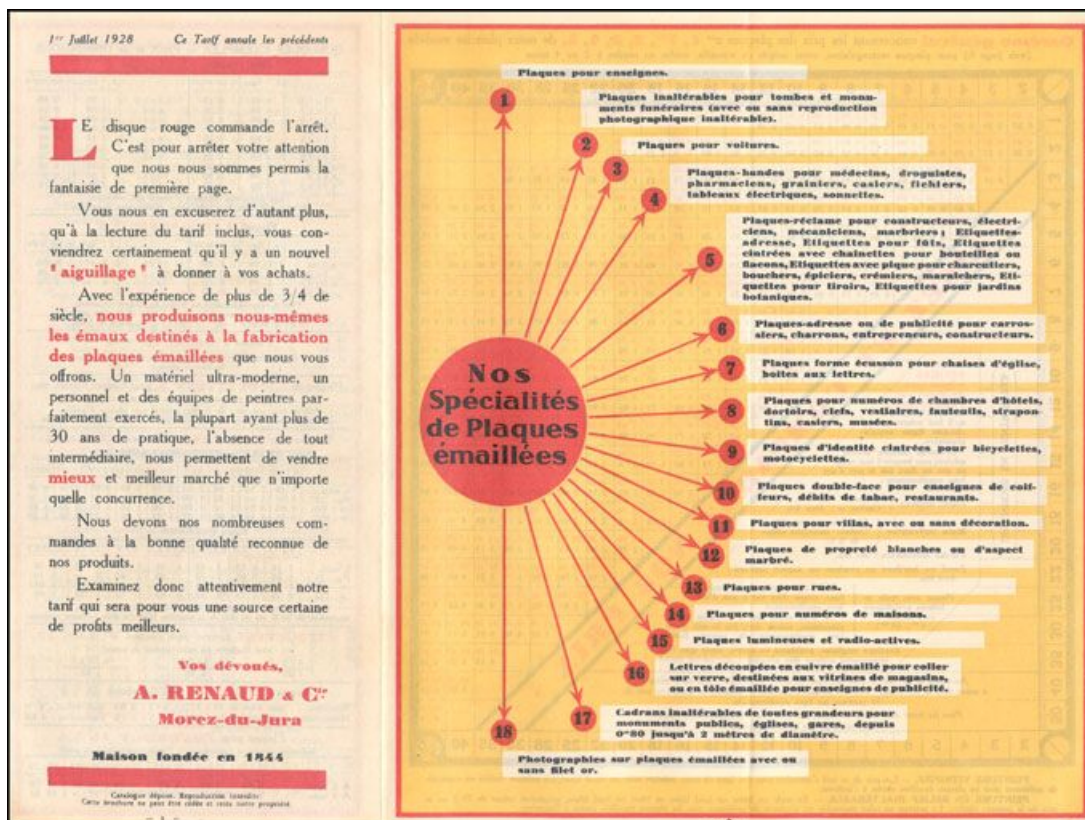 1er Juillet 1928 Ce Tarif annule les précédents
LE disque rouge commande l'arrêt.
C'est pour arrêter votre attention
que nous nous sommes permis la
fantaisie de première page.
Vous nous en excuserez d'autant plus,
qu'à la lecture du tarif inclus, vous con-
viendrez certainement qu'il y a un nouvel
" aiguillage " à donner à vos achats.
Avec l'expérience de plus de 3/4 de
siècle, nous produisons nous-mêmes
les émaux destinés à la fabrication
des plaques émaillées que nous vous
offrons. Un matériel ultra-moderne, un
personnel et des équipes de peintres par-
faitement exercés, la plupart ayant plus de
30 ans de pratique, l'absence de tout
intermédiaire, nous permettent de vendre
mieux et meilleur marché que n'importe
quelle concurrence.
Nous devons nos nombreuses com-
mandes à la bonne qualité reconnue de
nos produits.
Examinez donc attentivement notre
tarif qui sera pour vous une source certaine
de profits meilleurs.
Vos dévoués,
A. RENAUD & Cie
Morez-du-Jura
Maison fondée en 1844
Catalogue déposé. Reproduction interdite
Cette brochure ne peut être cédée et reste notre propriété
Nos
Spécialités
de Plaques
émaillées
1
Plaques pour enseignes.
2
Plaques inaltérables pour tombes et monu-
ments funéraires (avec ou sans reproduction
photographique inaltérable).
3
Plaques pour voitures.
4
Plaques-bandes pour médecins, droguistes,
pharmaciens, grainiers, casiers, fichiers,
tableaux électriques, sonnettes.
5
Plaques-réclame pour constructeurs, électri-
ciens, mécaniciens, marbriers ; Etiquettes-
adresse, Etiquettes pour fûts, Etiquettes
cintrées avec chainettes pour bouteilles ou
flacons, Etiquettes avec pique pour charcutiers,
bouchers, épiciers, crémiers, maraîchers, Eti-
quettes pour tiroirs, Etiquettes pour jardins
botaniques.
6
Plaques-adresse ou de publicité pour carros-
siers, charrons, entrepreneurs, constructeurs.
7
Plaques forme écusson pour chaises d'église,
boites aux lettres.
8
Plaques pour numéros de chambres d'hôtels,
dortoirs, clefs, vestiaires, fauteuils, strapon-
tins, casiers, musées.
9
Plaques d'identité cintrées pour bicyclettes,
motocyclettes.
10
Plaques double-face pour enseignes de coif-
feurs, débits de tabac, restaurants.
11
Plaques pour villas, avec ou sans décoration.
12
Plaques de propreté blanches ou d'aspect
marbré.
13
Plaques pour rues.
14
Plaques pour numéros de maisons.
15
Plaques lumineuses et radio-actives.
16
Lettres découpées en cuivre émaillé pour coller
sur verre, destinées aux vitrines de magasins,
ou en tôle émaillée pour enseignes de publicité.
17
Cadrans inaltérables de toutes grandeurs pour
monuments publics, églises, gares, depuis
0m80 jusqu'à 2 mètres de diamètre.
18
Photographies sur plaques émaillées avec ou
sans filet or.